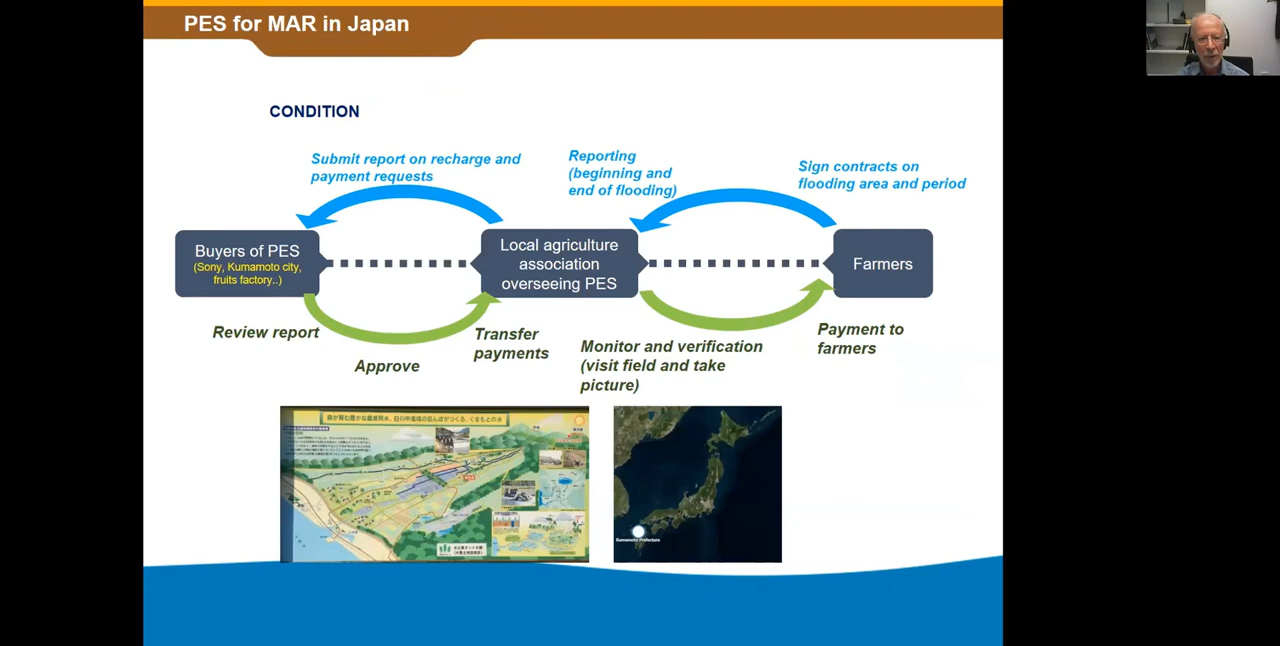 PES for MAR in Japan
CONDITION
Submit report on recharge and
payment requests
Reporting
(beginning and
end of flooding)
Sign contracts on
flooding area and period
Buyers of PES
(Sony, Kumamoto city,
fruits factory..)
Local agriculture
association
overseeing PES
Farmers
Review report
Approve
Transfer
payments
Monitor and verification
(visit field and take
picture)
Payment to
farmers
Kumamoto Prefecture